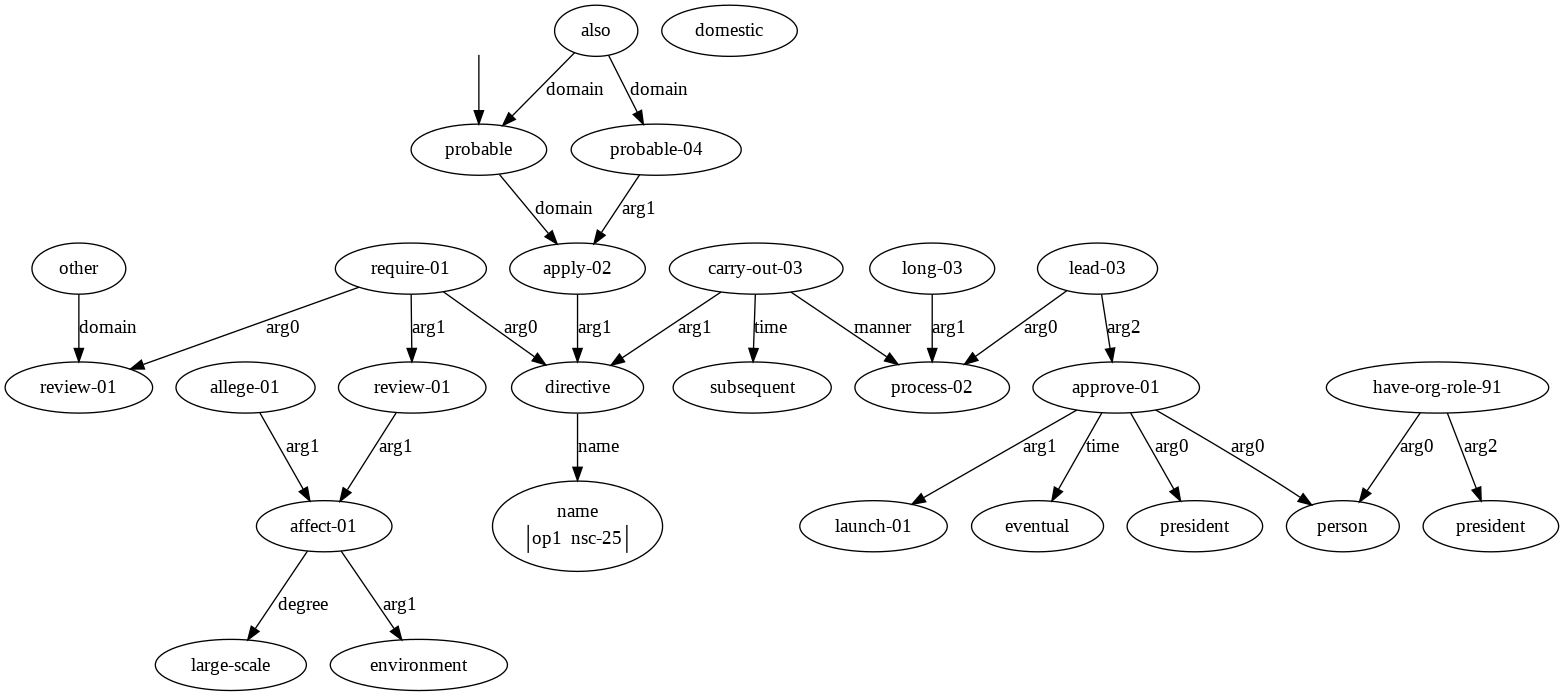 also
domestic
domain
domain
probable
probable-04
domain
arg1
other
require-01
apply-02
carry-out-03
long-03
lead-03
domain
arg0
arg1
arg0
arg1
arg1
time
manner
arg1
arg0
arg2
review-01
allege-01
review-01
directive
subsequent
process-02
approve-01
have-org-role-91
arg1
arg1
name
arg1
time
arg0
arg0
arg0
arg2
affect-01
name
op1 nsc-25
launch-01
eventual
president
person
president
degree
arg1
large-scale
environment